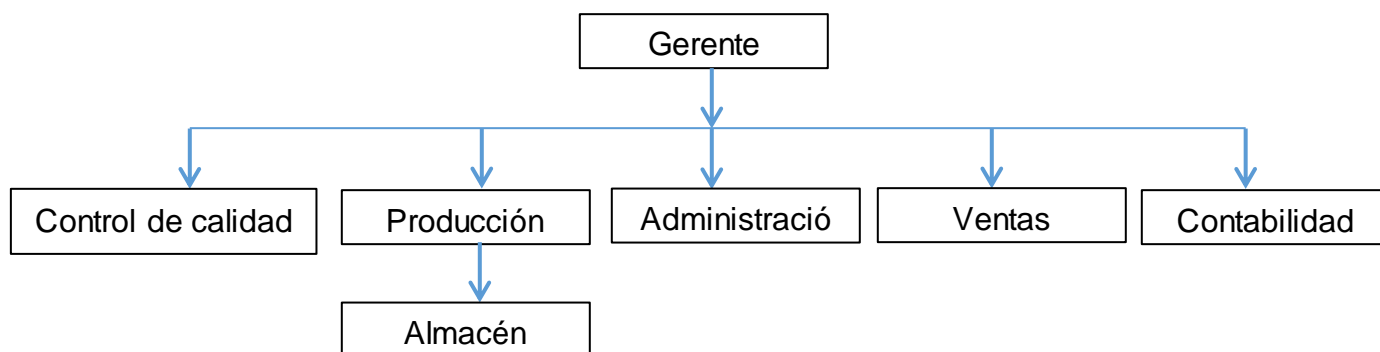 Gerente
Control de calidad
Producción
Administració
Ventas
Contabilidad
Almacén